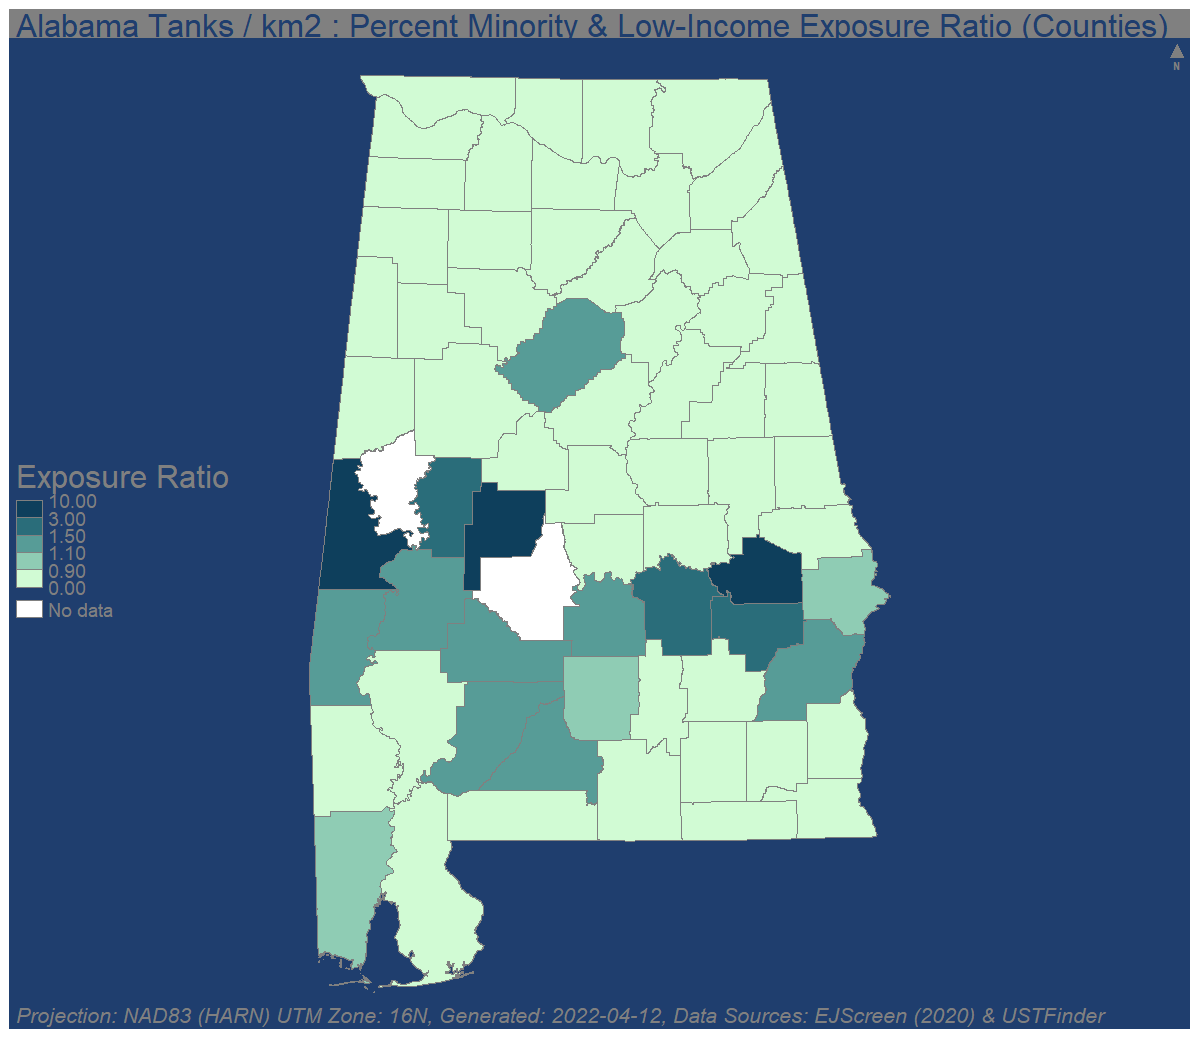 Alabama Tanks / km2 : Percent Minority & Low-Income Exposure Ratio (Counties)
N
Exposure Ratio
10.00
3.00
1.50
1.10
0.90
0.00
No data
Projection: NAD83 (HARN) UTM Zone: 16N, Generated: 2022-04-12, Data Sources: EJScreen (2020) & USTFinder